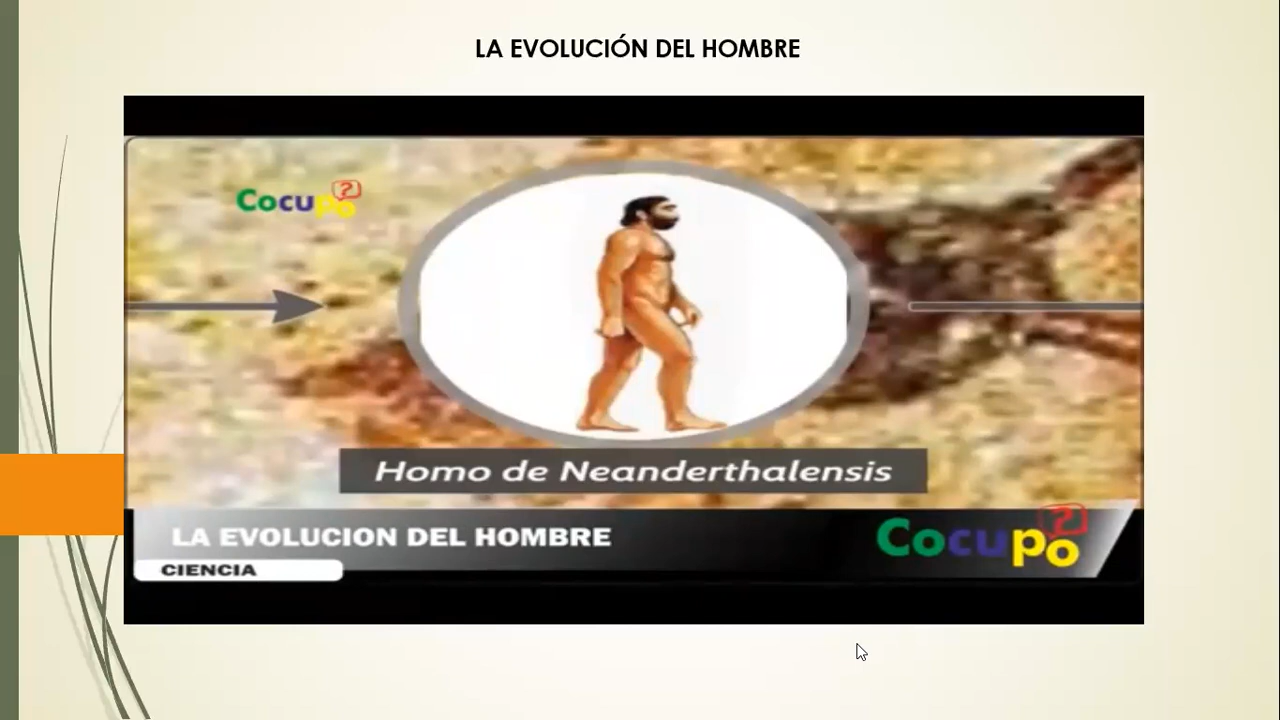 LA EVOLUCIÓN DEL HOMBRE
Cocupo?
Homo de Neanderthalensis
LA EVOLUCION DEL HOMBRE
Cocupo?
CIENCIA